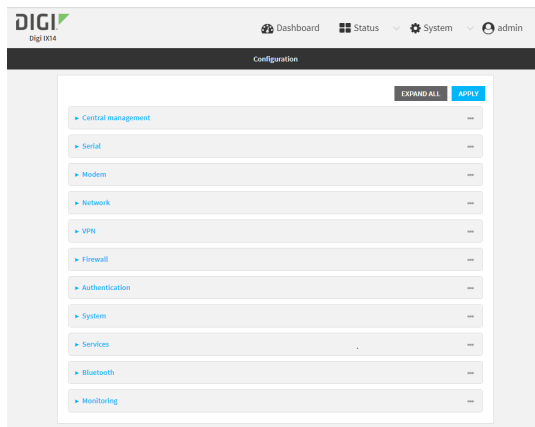 DIGI
Digi IX14
Dashboard
Status
System
admin
Configuration
EXPAND ALL
APPLY
Central management
Serial
Modem
Network
VPN
Firewall
Authentication
System
Services
Bluetooth
Monitoring